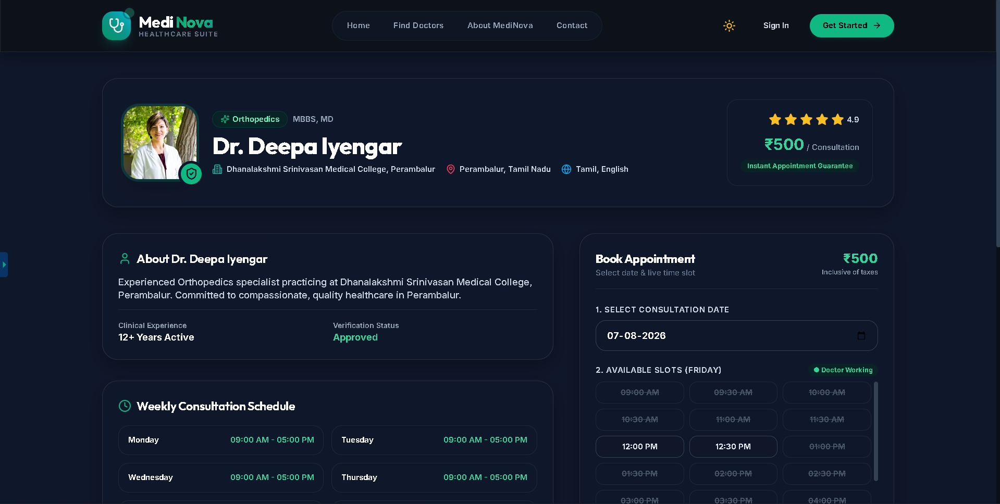 Medi Nova
HEALTHCARE SUITE
Home
Find Doctors
About MediNova
Contact
Sign In
Get Started
Orthopedics
MBBS, MD
Dr. Deepa Iyengar
Dhanalakshmi Srinivasan Medical College, Perambalur
Perambalur, Tamil Nadu
Tamil, English
4.9
₹500 / Consultation
Instant Appointment Guarantee
About Dr. Deepa Iyengar
Experienced Orthopedics specialist practicing at Dhanalakshmi Srinivasan Medical College,
Perambalur. Committed to compassionate, quality healthcare in Perambalur.
Clinical Experience
12+ Years Active
Verification Status
Approved
Weekly Consultation Schedule
Monday
09:00 AM - 05:00 PM
Tuesday
09:00 AM - 05:00 PM
Wednesday
09:00 AM - 05:00 PM
Thursday
09:00 AM - 05:00 PM
Book Appointment
Select date & live time slot
₹500
Inclusive of taxes
1. SELECT CONSULTATION DATE
07-08-2026
2. AVAILABLE SLOTS (FRIDAY)
Doctor Working
09:00 AM
09:30 AM
10:00 AM
10:30 AM
11:00 AM
11:30 AM
12:00 PM
12:30 PM
01:00 PM
01:30 PM
02:00 PM
02:30 PM
03:00 PM
03:30 PM
04:00 PM